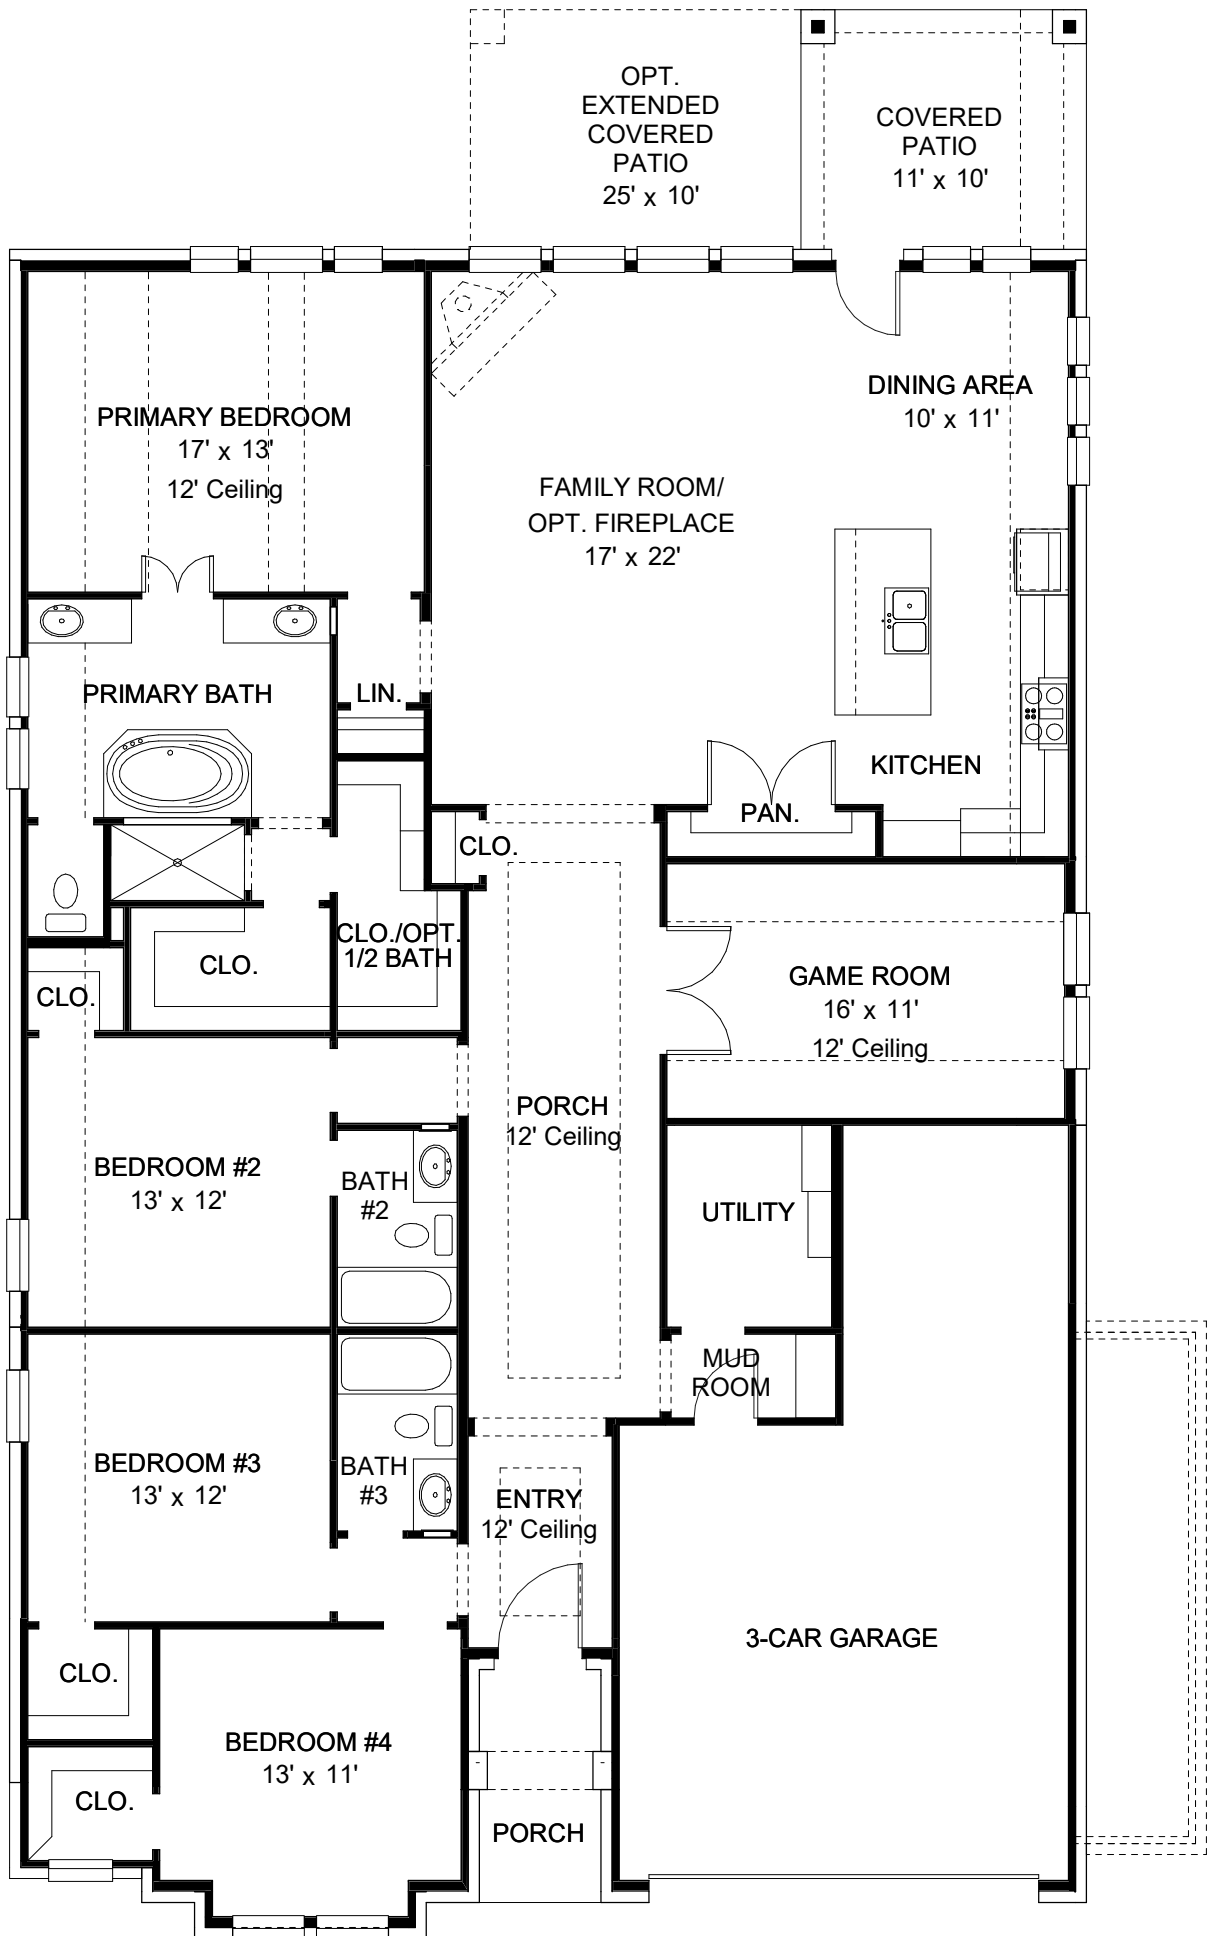 OPT.
EXTENDED
COVERED
PATIO
25' x 10'
COVERED
PATIO
11' x 10'
PRIMARY BEDROOM
17' x 13'
12' Ceiling
DINING AREA
10' x 11'
FAMILY ROOM/
OPT. FIREPLACE
17' x 22'
PRIMARY BATH
LIN.
KITCHEN
PAN.
CLO.
CLO./OPT.
1/2 BATH
CLO.
CLO.
GAME ROOM
16' x 11'
12' Ceiling
PORCH
12' Ceiling
BEDROOM #2
13' x 12'
BATH
#2
UTILITY
MUD
ROOM
BEDROOM #3
13' x 12'
BATH
#3
ENTRY
12' Ceiling
3-CAR GARAGE
CLO.
BEDROOM #4
13' x 11'
CLO.
PORCH